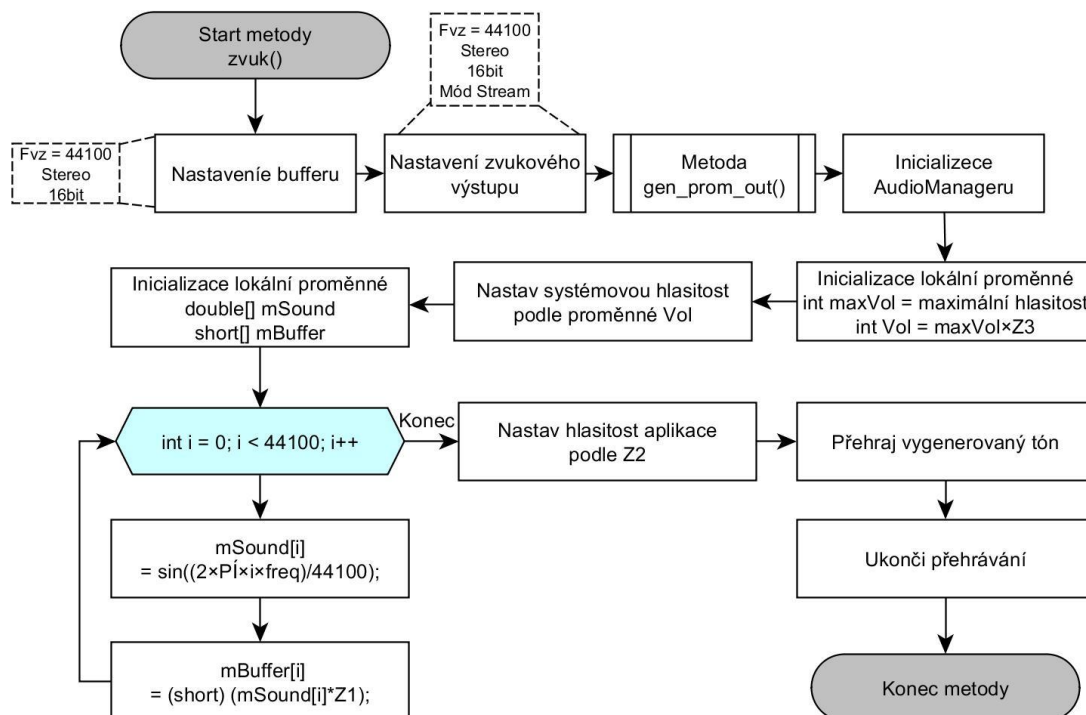 Start metody
zvuk()
Fvz = 44100
Stereo
16bit
Mód Stream
Fvz = 44100
Stereo
16bit
Nastaveníe bufferu
Nastavení zvukového
výstupu
Metoda
gen_prom_out()
Inicializece
AudioManageru
Inicializace lokální proměnné
int maxVol = maximální hlasitost
int Vol = maxVol×Z3
Nastav systémovou hlasitost
podle proměnné Vol
Inicializace lokální proměnné
double[] mSound
short[] mBuffer
int i = 0; i < 44100; i++
Konec
Nastav hlasitost aplikace
podle Z2
Přehraj vygenerovaný tón
mSound[i]
= sin((2×PÍ×i×freq)/44100);
Ukonči přehrávání
mBuffer[i]
= (short) (mSound[i]*Z1);
Konec metody